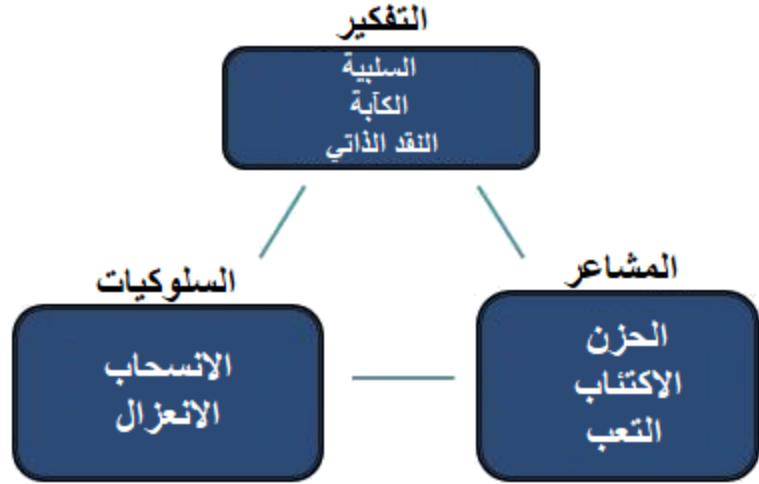 التفكير
السلبية
الكآبة
النقد الذاتي
المشاعر
الحزن
الاكتئاب
التعب
السلوكيات
الانسحاب
الانعزال